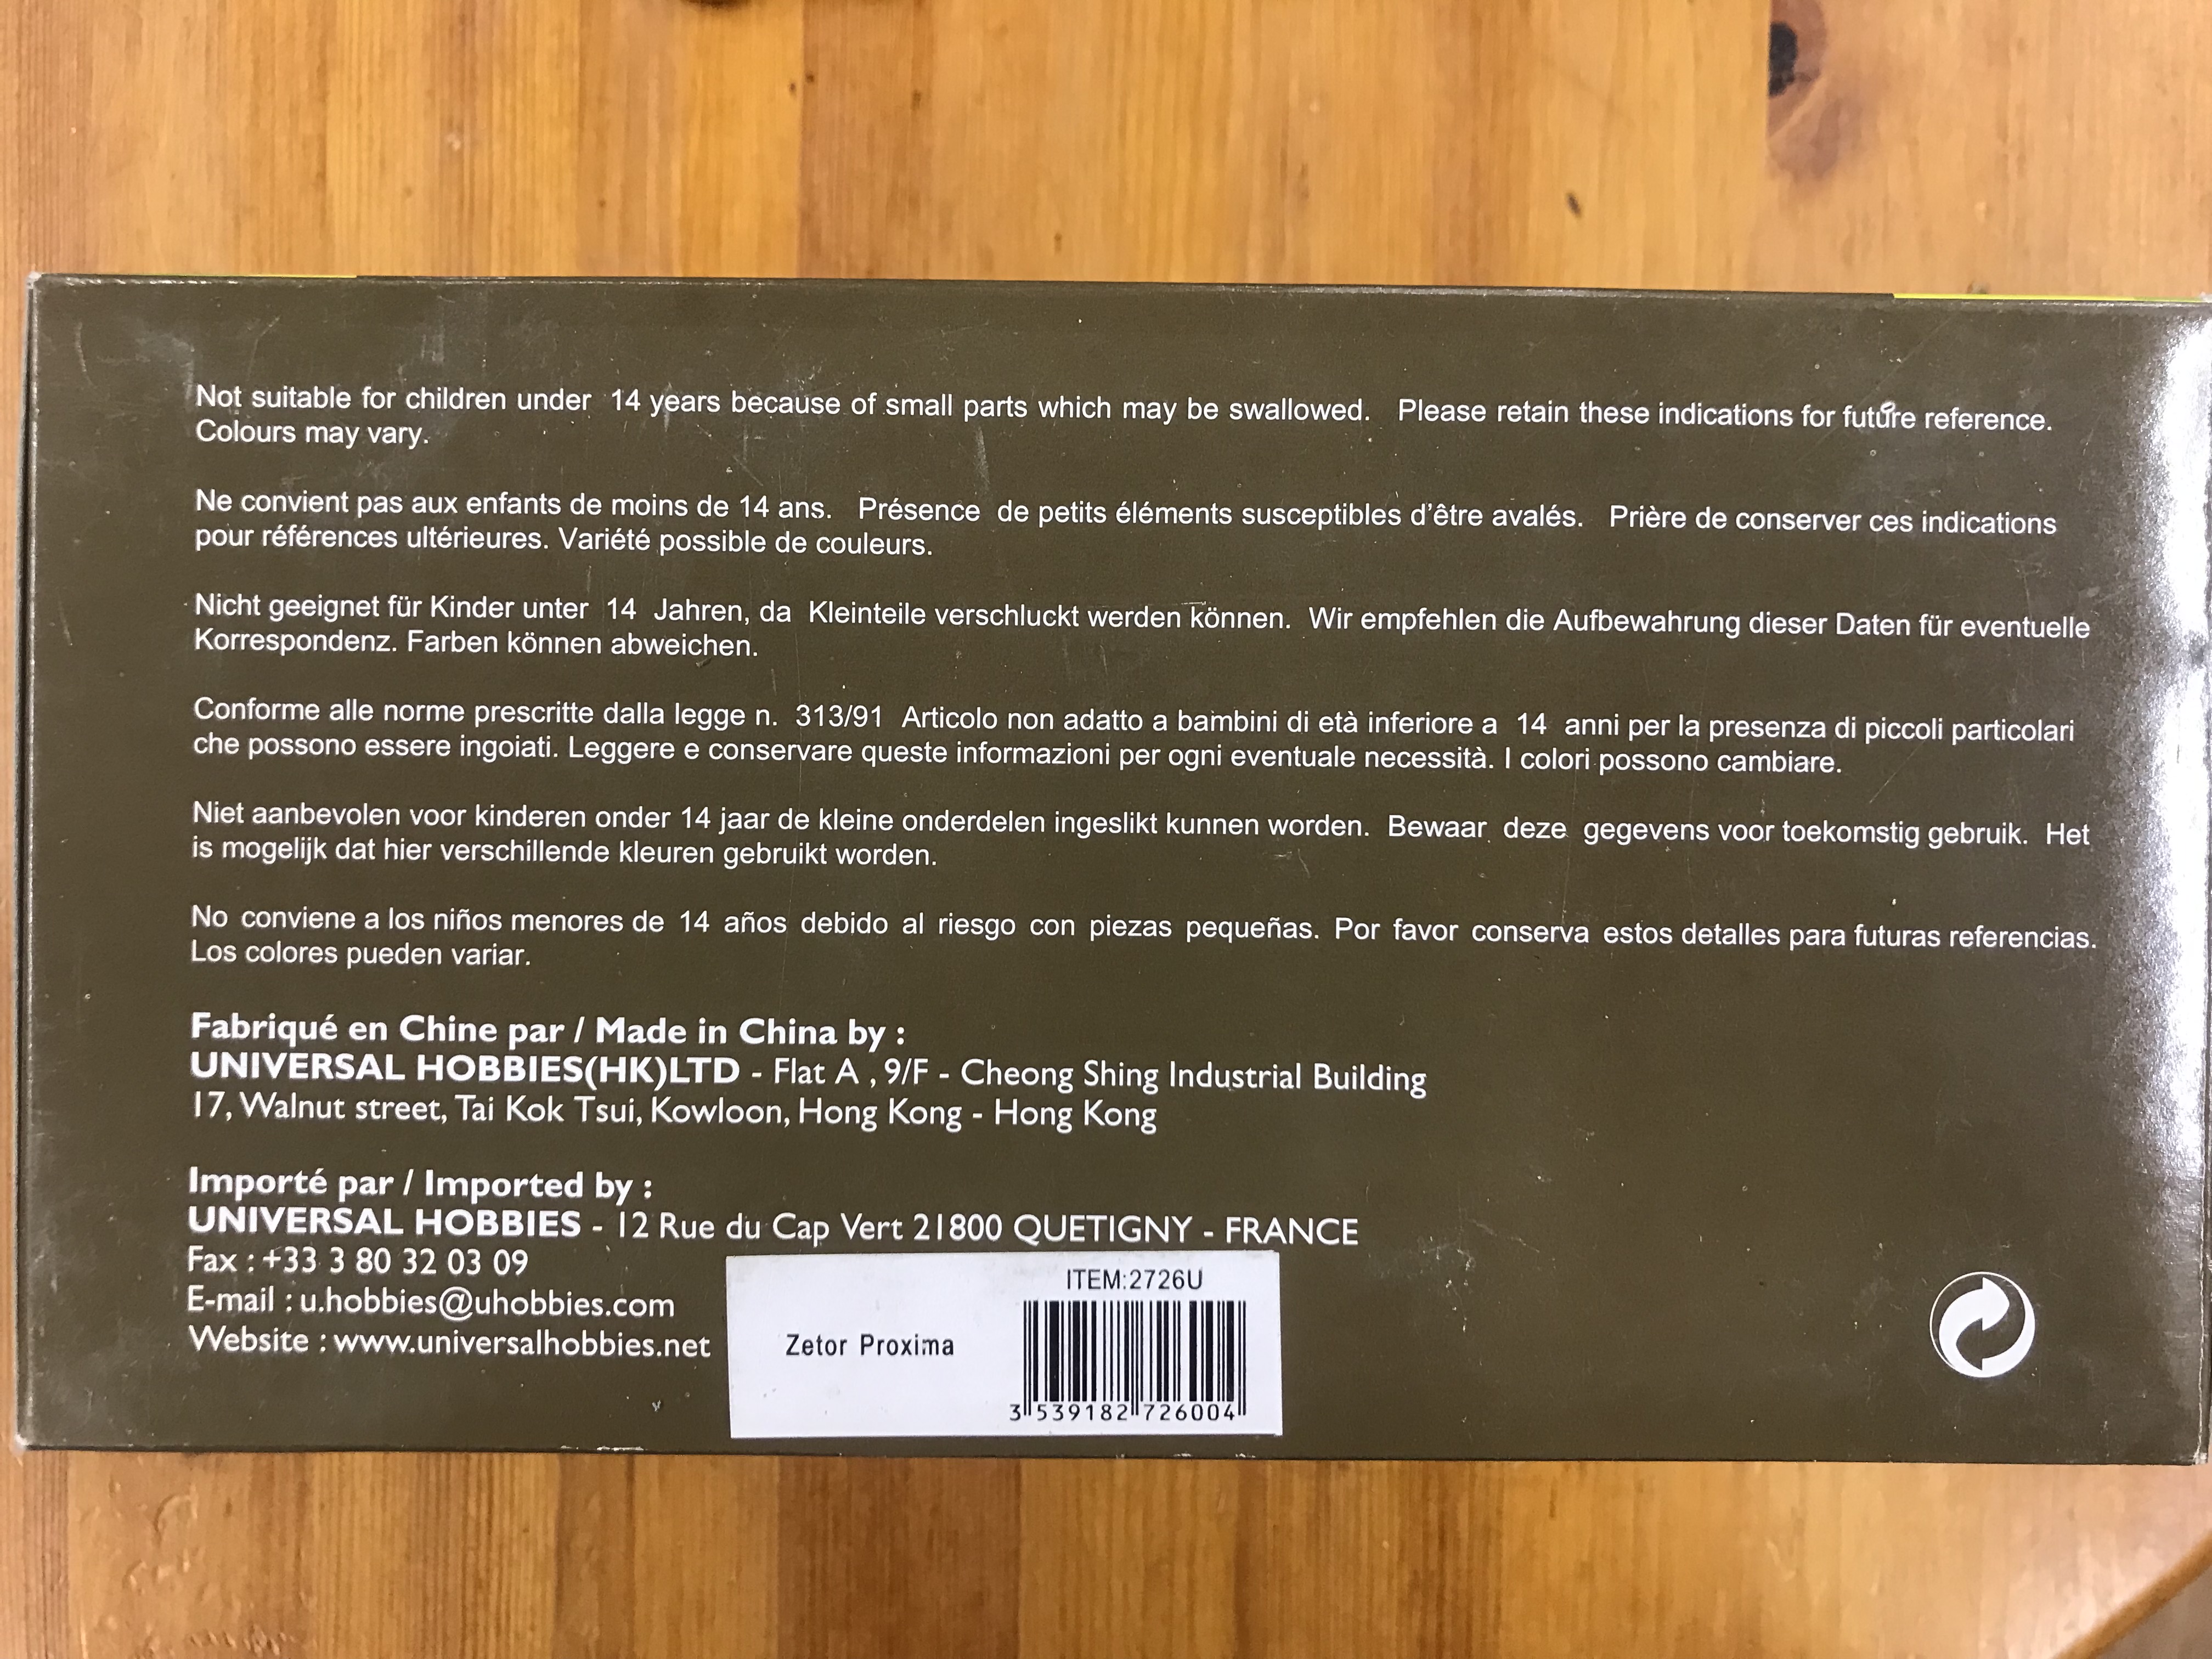 Not suitable for children under 14 years because of small parts which may be swallowed. Please retain these indications for future reference.
Colours may vary.
Ne convient pas aux enfants de moins de 14 ans. Présence de petits éléments susceptibles d'être avalés. Prière de conserver ces indications
pour références ultérieures. Variété possible de couleurs.
Nicht geeignet für Kinder unter 14 Jahren, da Kleinteile verschluckt werden können. Wir empfehlen die Aufbewahrung dieser Daten für eventuelle
Korrespondenz. Farben können abweichen.
Conforme alle norme prescritte dalla legge n. 313/91 Articolo non adatto a bambini di età inferiore a 14 anni per la presenza di piccoli particolari
che possono essere ingoiati. Leggere e conservare queste informazioni per ogni eventuale necessità. I colori possono cambiare.
Niet aanbevolen voor kinderen onder 14 jaar de kleine onderdelen ingeslikt kunnen worden. Bewaar deze gegevens voor toekomstig gebruik. Het
is mogelijk dat hier verschillende kleuren gebruikt worden.
No conviene a los niños menores de 14 años debido al riesgo con piezas pequeñas. Por favor conserva estos detalles para futuras referencias.
Los colores pueden variar.
Fabriqué en Chine par / Made in China by :
UNIVERSAL HOBBIES(HK)LTD - Flat A , 9/F - Cheong Shing Industrial Building
17, Walnut street, Tai Kok Tsui, Kowloon, Hong Kong - Hong Kong
Importé par / Imported by :
UNIVERSAL HOBBIES - 12 Rue du Cap Vert 21800 QUETIGNY - FRANCE
Fax : +33 3 80 32 03 09
E-mail : u.hobbies@uhobbies.com
Website : www.universalhobbies.net
ITEM:2726U
Zetor Proxima
3 539182 726004